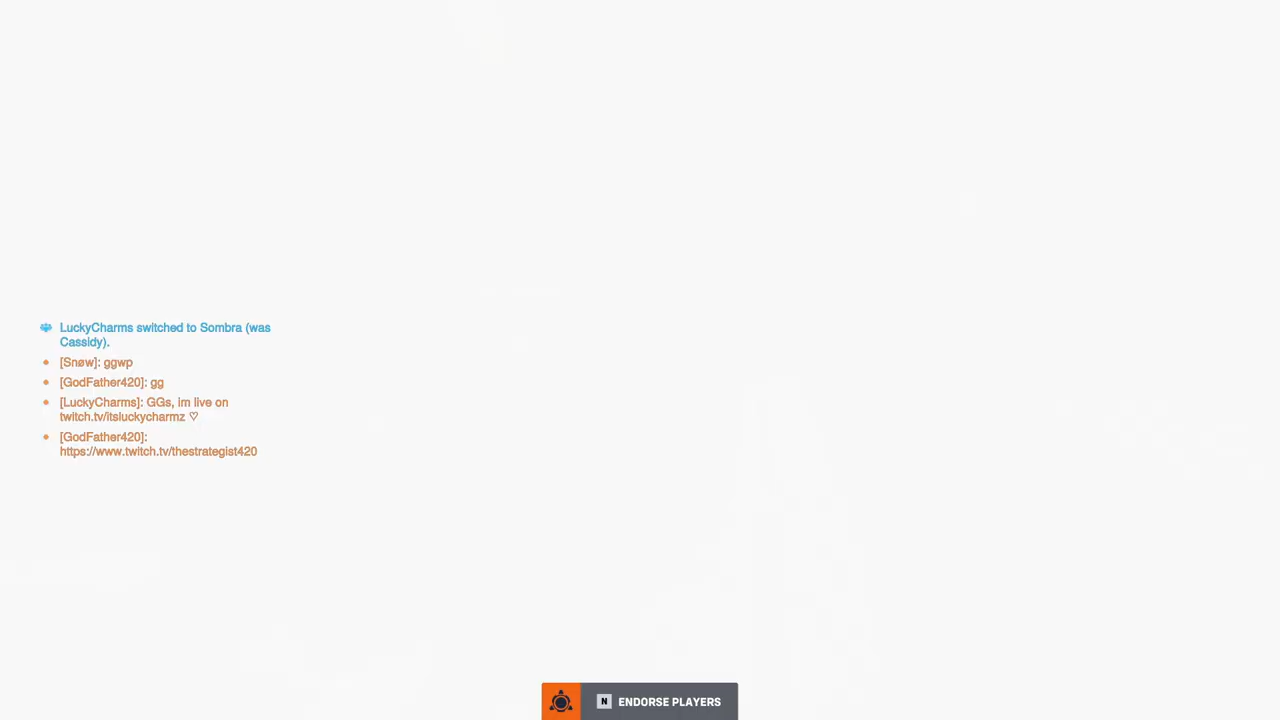 LuckyCharms switched to Sombra (was
Cassidy).
[Snøw]: ggwp
[GodFather420]: gg
[LuckyCharms]: GGs, im live on
twitch.tv/itsluckycharmz ♡
[GodFather420]:
https://www.twitch.tv/thestrategist420
N ENDORSE PLAYERS